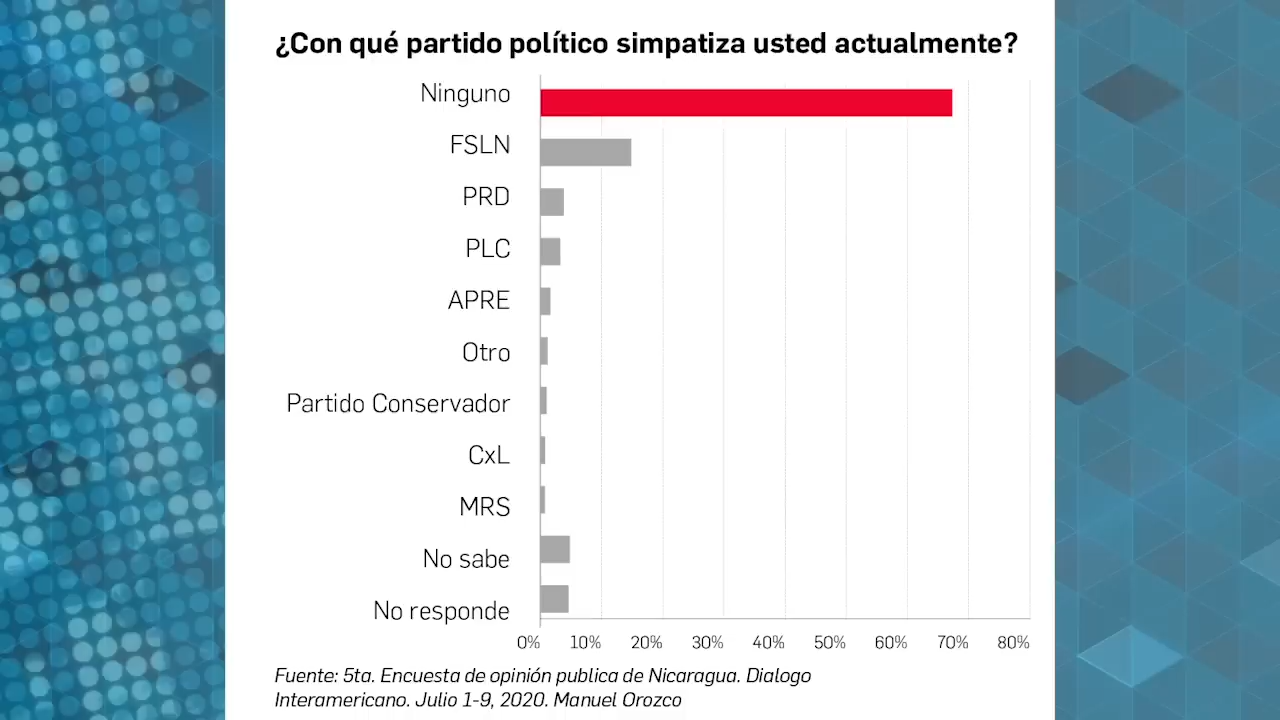 ¿Con qué partido político simpatiza usted actualmente?
Ninguno
FSLN
PRD
PLC
APRE
Otro
Partido Conservador
CxL
MRS
No sabe
No responde
0% 10% 20% 30% 40% 50% 60% 70% 80%
Fuente: 5ta. Encuesta de opinión publica de Nicaragua. Dialogo
Interamericano. Julio 1-9, 2020. Manuel Orozco